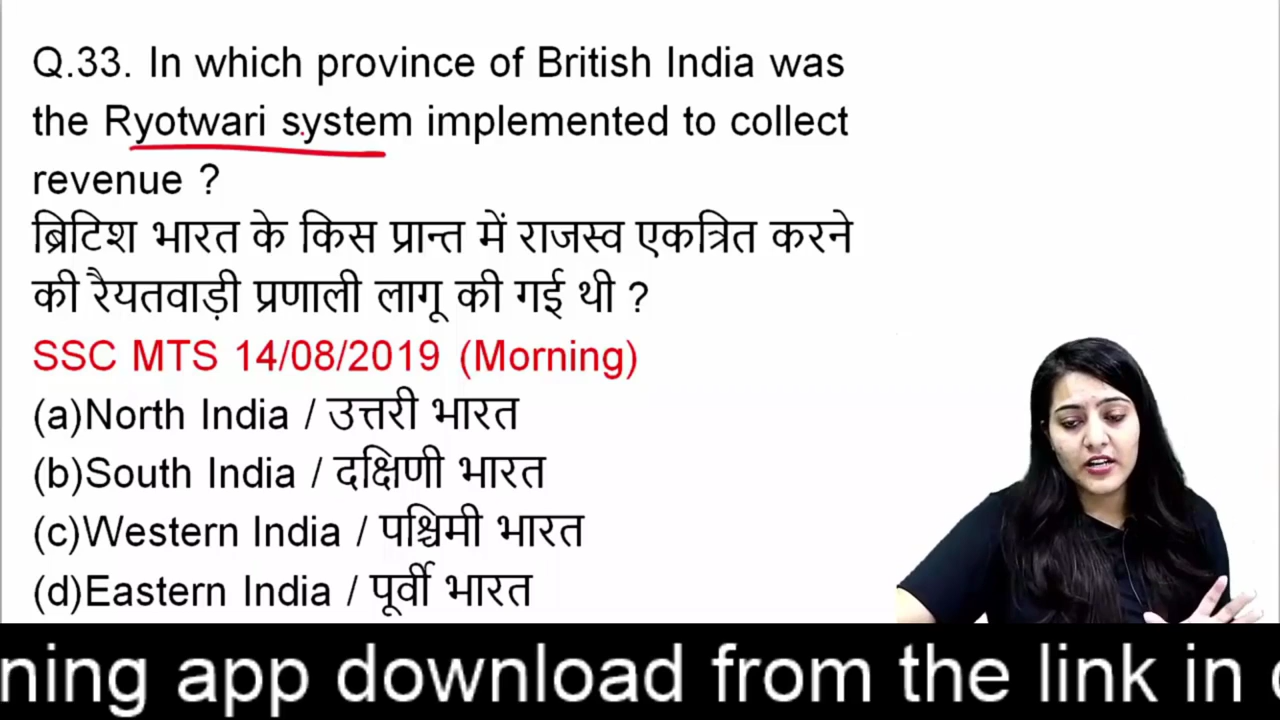 Q.33. In which province of British India was
the Ryotwari system implemented to collect
revenue ?
ब्रिटिश भारत के किस प्रान्त में राजस्व एकत्रित करने
की रैयतवाड़ी प्रणाली लागू की गई थी ?
SSC MTS 14/08/2019 (Morning)
(a)North India / उत्तरी भारत
(b)South India / दक्षिणी भारत
(c)Western India / पश्चिमी भारत
(d)Eastern India / पूर्वी भारत
ning app download from the link in